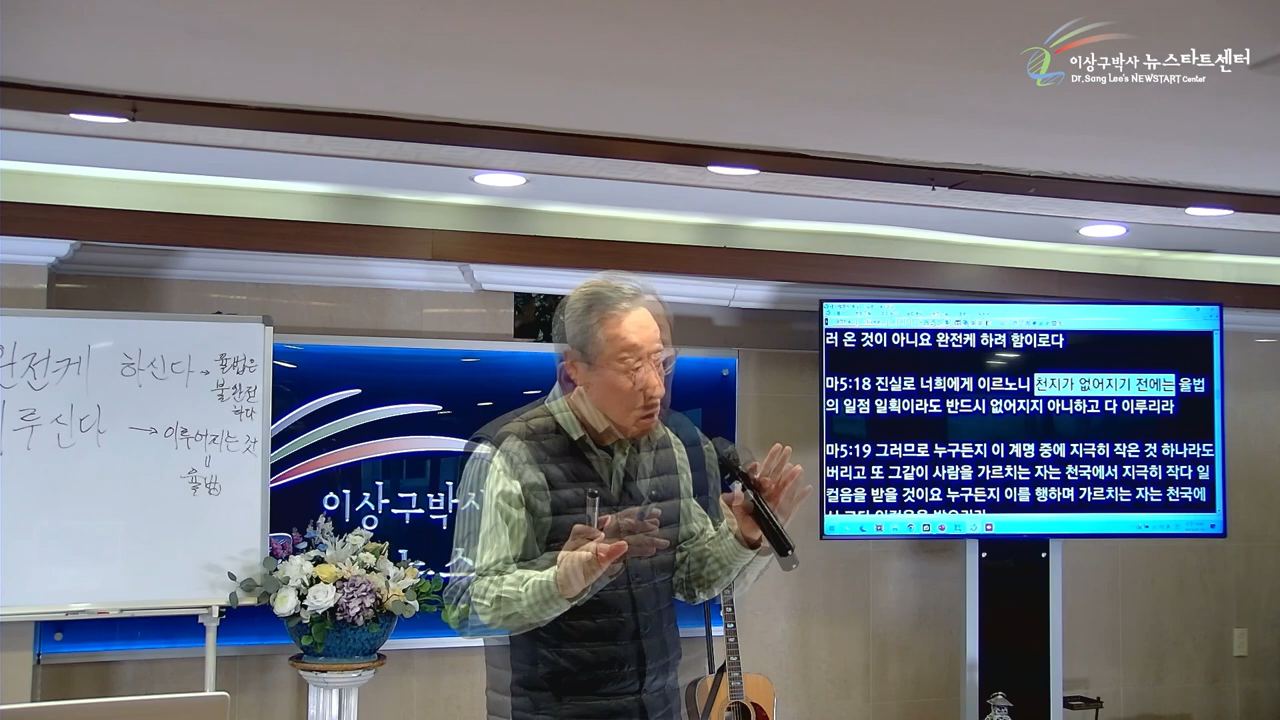 이상구박사 뉴스타트센터
Dr. Sang Lee's NEWSTART Center
완전케 하신다 → 율법은
불완전
하다
이루신다 → 이루어지는 것
율법
이상구박사
뉴스
러 온 것이 아니요 완전케 하려 함이로다
마5:18 진실로 너희에게 이르노니 천지가 없어지기 전에는 율법
의 일점 일획이라도 반드시 없어지지 아니하고 다 이루리라
마5:19 그러므로 누구든지 이 계명 중에 지극히 작은 것 하나라도
버리고 또 그같이 사람을 가르치는 자는 천국에서 지극히 작다 일
컬음을 받을 것이요 누구든지 이를 행하며 가르치는 자는 천국에